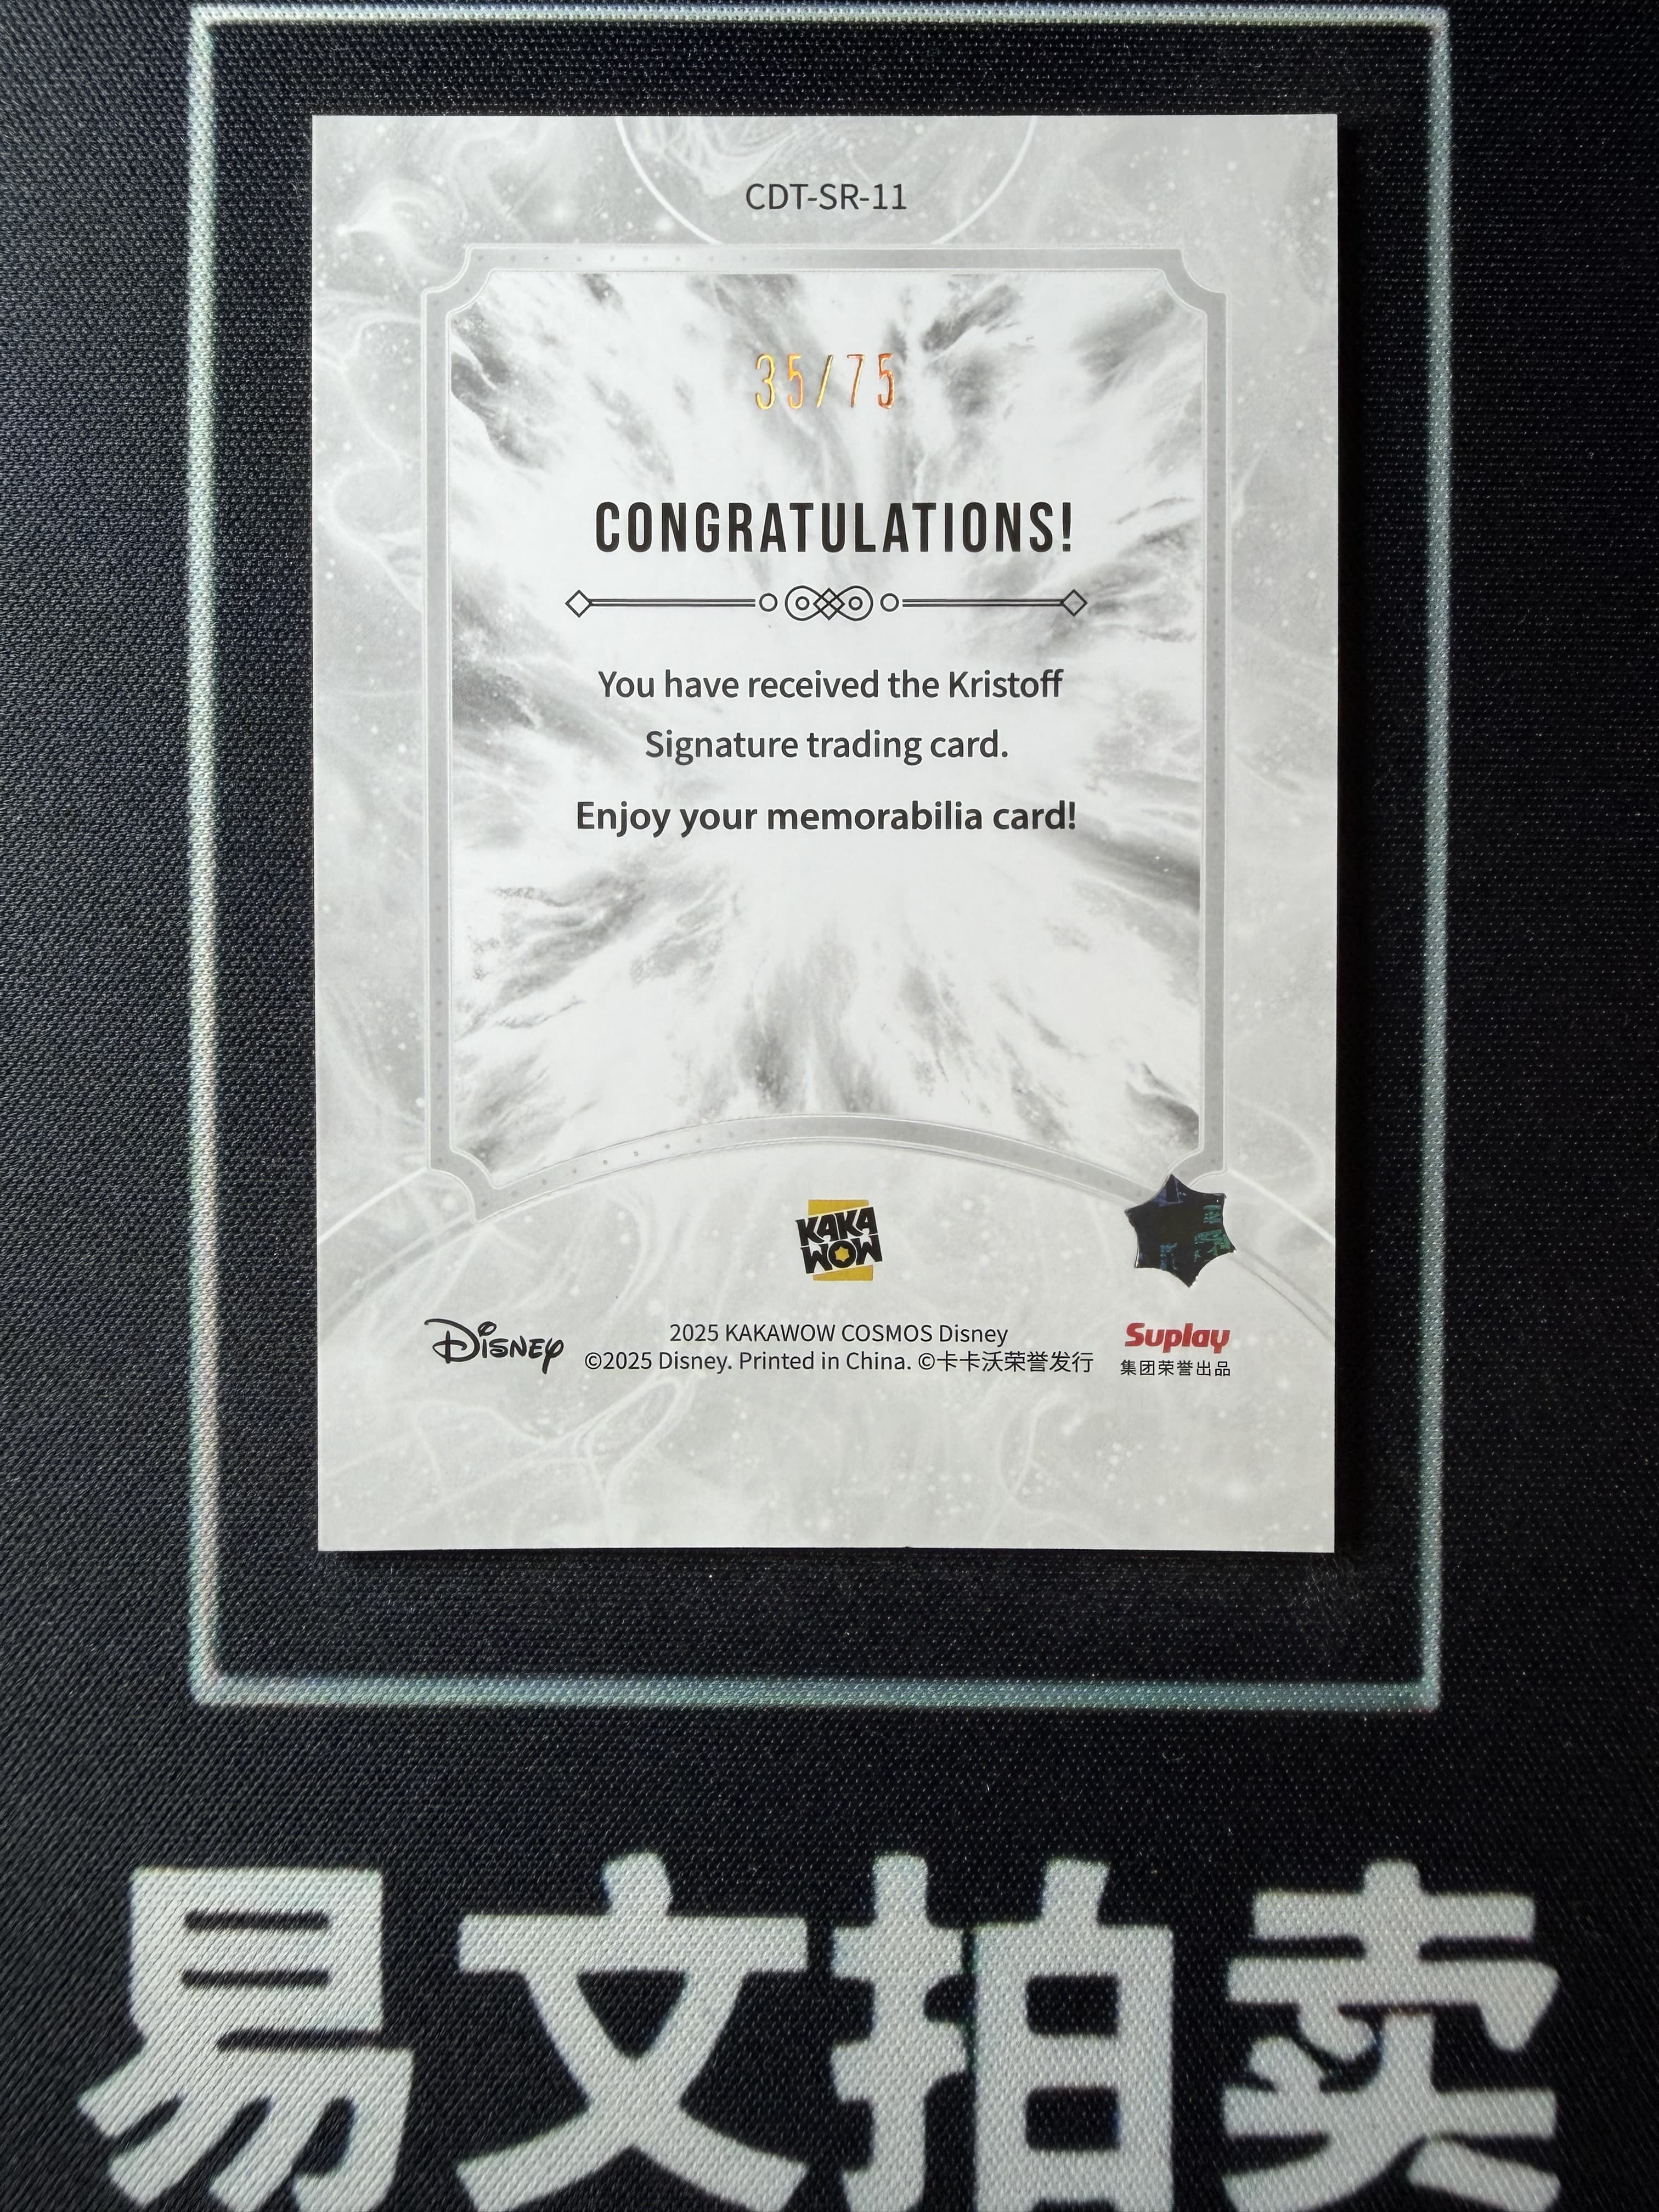 CDT-SR-11
35/75
CONGRATULATIONS!
You have received the Kristoff
Signature trading card.
Enjoy your memorabilia card!
KAKA
WOW
Disney
2025 KAKAWOW COSMOS Disney
©2025 Disney. Printed in China. ©卡卡沃荣誉发行
Suplay
集团荣誉出品
易文拍卖